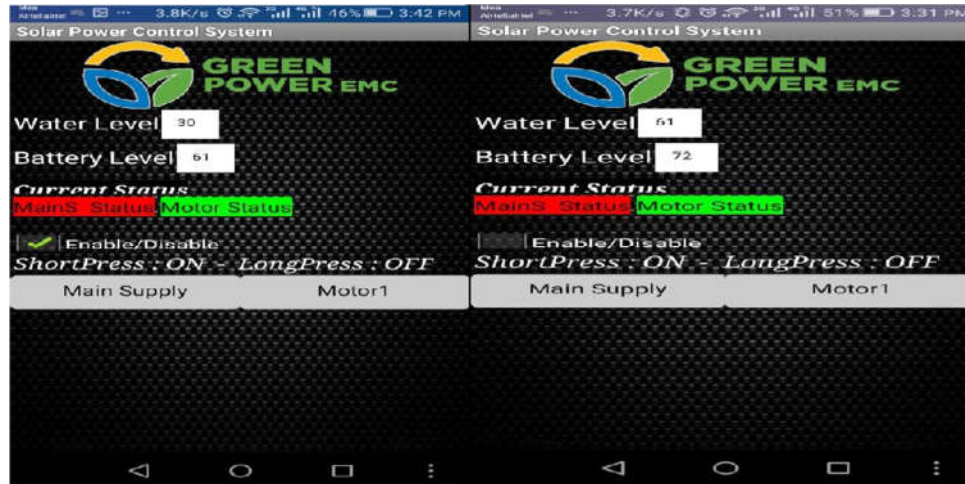 3.8K/s 46% 3:42 PM
Solar Power Control System
GREEN
POWER EMC
Water Level 30
Battery Level 61
Current Status
MainS Status Motor Status
Enable/Disable
ShortPress : ON - LongPress : OFF
Main Supply Motor1
3.7K/s 51% 3:31 PM
Solar Power Control System
GREEN
POWER EMC
Water Level 61
Battery Level 72
Current Status
MainS Status Motor Status
Enable/Disable
ShortPress : ON - LongPress : OFF
Main Supply Motor1